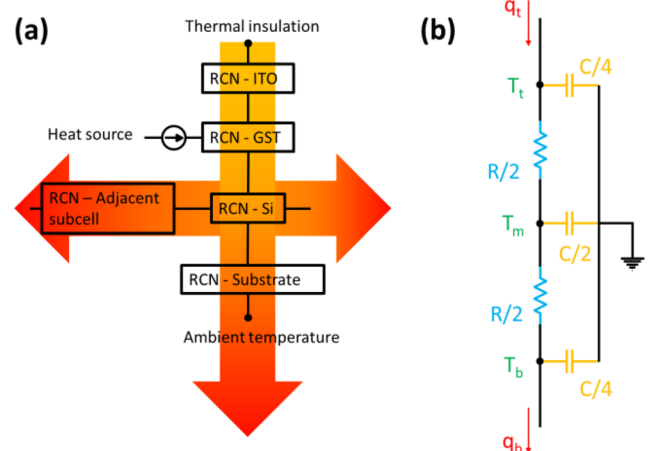 (a)
Thermal insulation
RCN - ITO
Heat source
RCN - GST
RCN – Adjacent
subcell
RCN - Si
RCN - Substrate
Ambient temperature
(b)
qt
C/4
Tt
R/2
Tm
C/2
R/2
Tb
C/4
qb